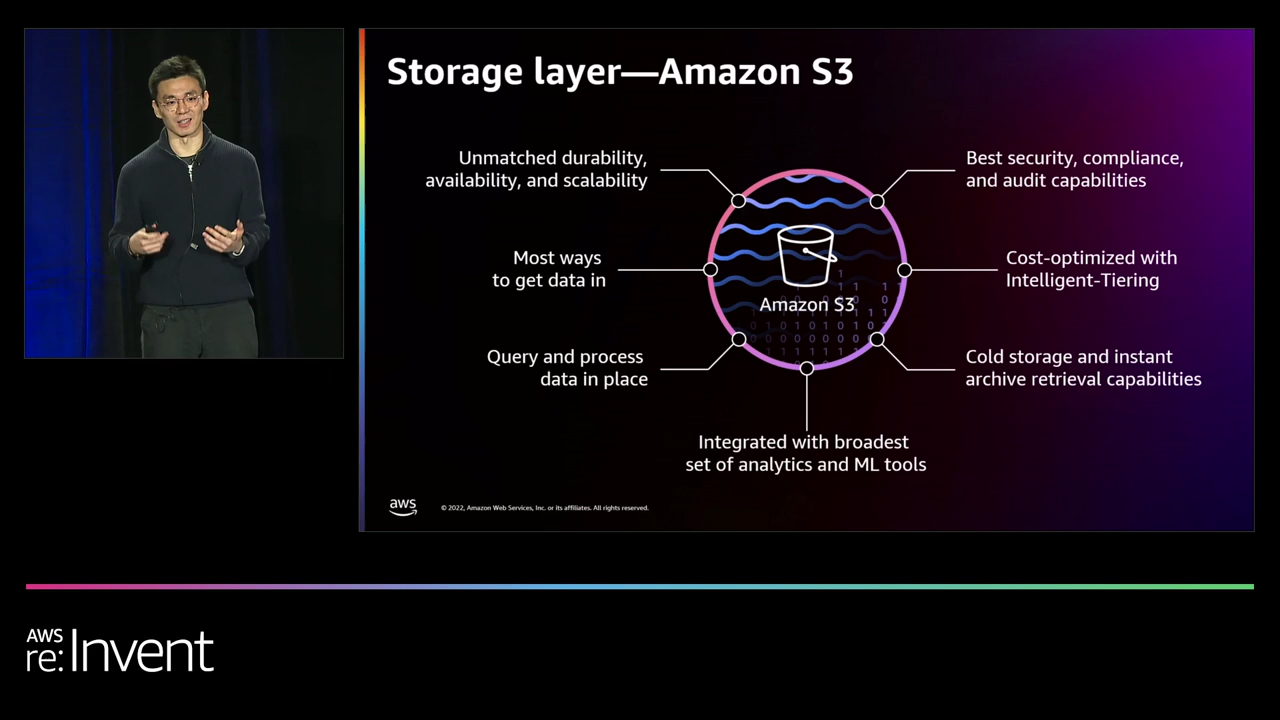 Storage layer—Amazon S3
Unmatched durability,
availability, and scalability
Most ways
to get data in
Query and process
data in place
Amazon S3
Best security, compliance,
and audit capabilities
Cost-optimized with
Intelligent-Tiering
Cold storage and instant
archive retrieval capabilities
Integrated with broadest
set of analytics and ML tools
aws
© 2022, Amazon Web Services, Inc. or its affiliates. All rights reserved.
AWS
re:Invent